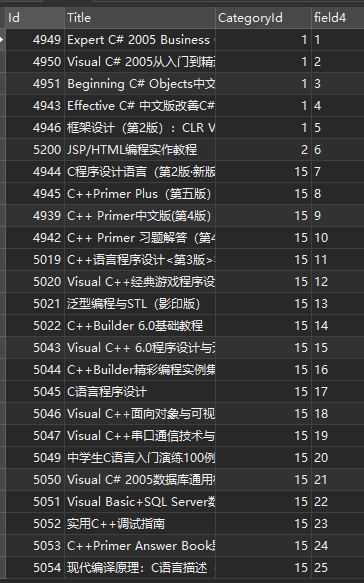 Id Title CategoryId field4
4949 Expert C# 2005 Business 1 1
4950 Visual C# 2005从入门到精 1 2
4951 Beginning C# Objects中文 1 3
4943 Effective C# 中文版改善C# 1 4
4946 框架设计（第2版）：CLR V 1 5
5200 JSP/HTML编程实作教程 2 6
4944 C程序设计语言（第2版·新版 15 7
4945 C++Primer Plus（第五版） 15 8
4939 C++ Primer中文版(第4版） 15 9
4942 C++ Primer 习题解答（第4 15 10
5019 C++语言程序设计<第3版> 15 11
5020 Visual C++经典游戏程序设 15 12
5021 泛型编程与STL（影印版） 15 13
5022 C++Builder 6.0基础教程 15 14
5043 Visual C++ 6.0程序设计与 15 15
5044 C++Builder精彩编程实例集 15 16
5045 C语言程序设计 15 17
5046 Visual C++面向对象与可视 15 18
5047 Visual C++串口通信技术与 15 19
5049 中学生C语言入门演练100例 15 20
5050 Visual C# 2005数据库通用 15 21
5051 Visual Basic+SQL Server数 15 22
5052 实用C++调试指南 15 23
5053 C++Primer Answer Book 15 24
5054 现代编译原理：C语言描述（ 15 25